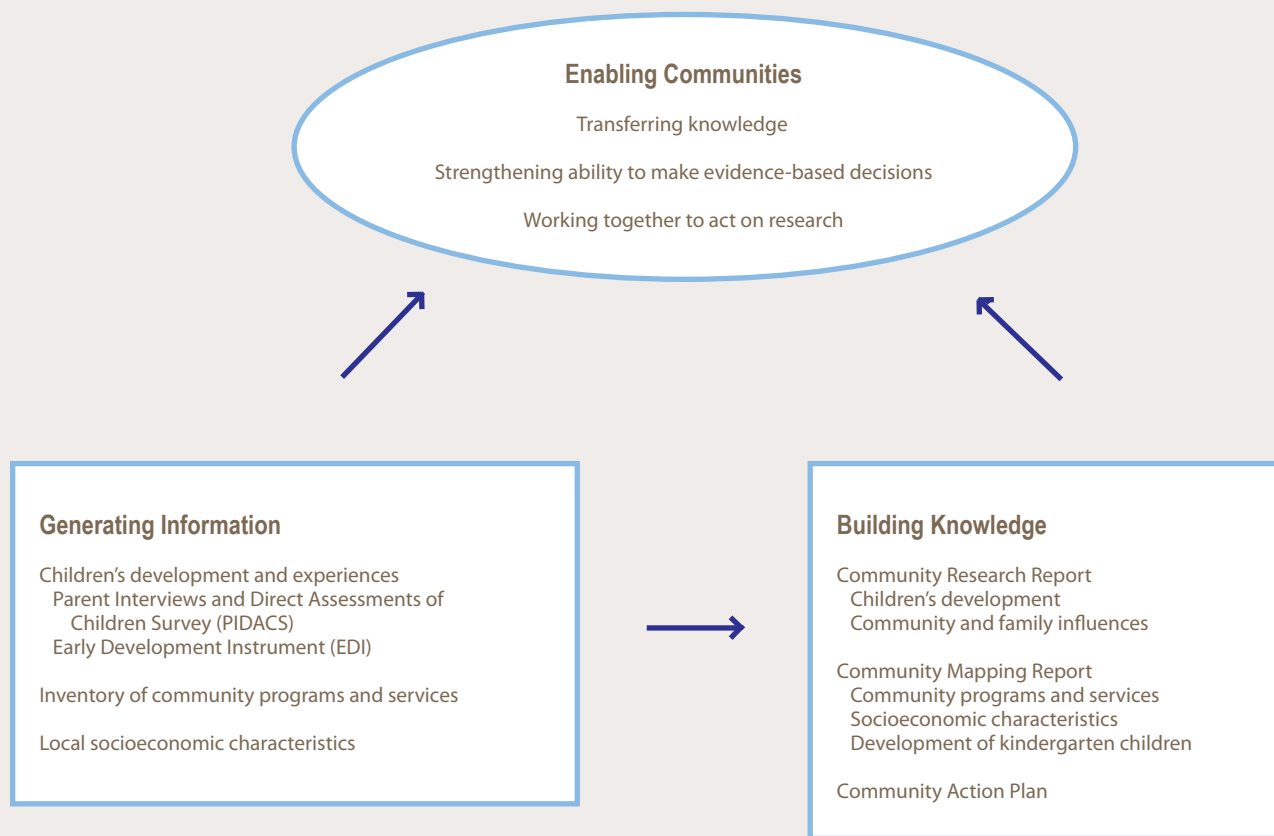 Enabling Communities
Transferring knowledge
Strengthening ability to make evidence-based decisions
Working together to act on research
Generating Information
Children’s development and experiences
Parent Interviews and Direct Assessments of
Children Survey (PIDACS)
Early Development Instrument (EDI)
Inventory of community programs and services
Local socioeconomic characteristics
Building Knowledge
Community Research Report
Children’s development
Community and family influences
Community Mapping Report
Community programs and services
Socioeconomic characteristics
Development of kindergarten children
Community Action Plan